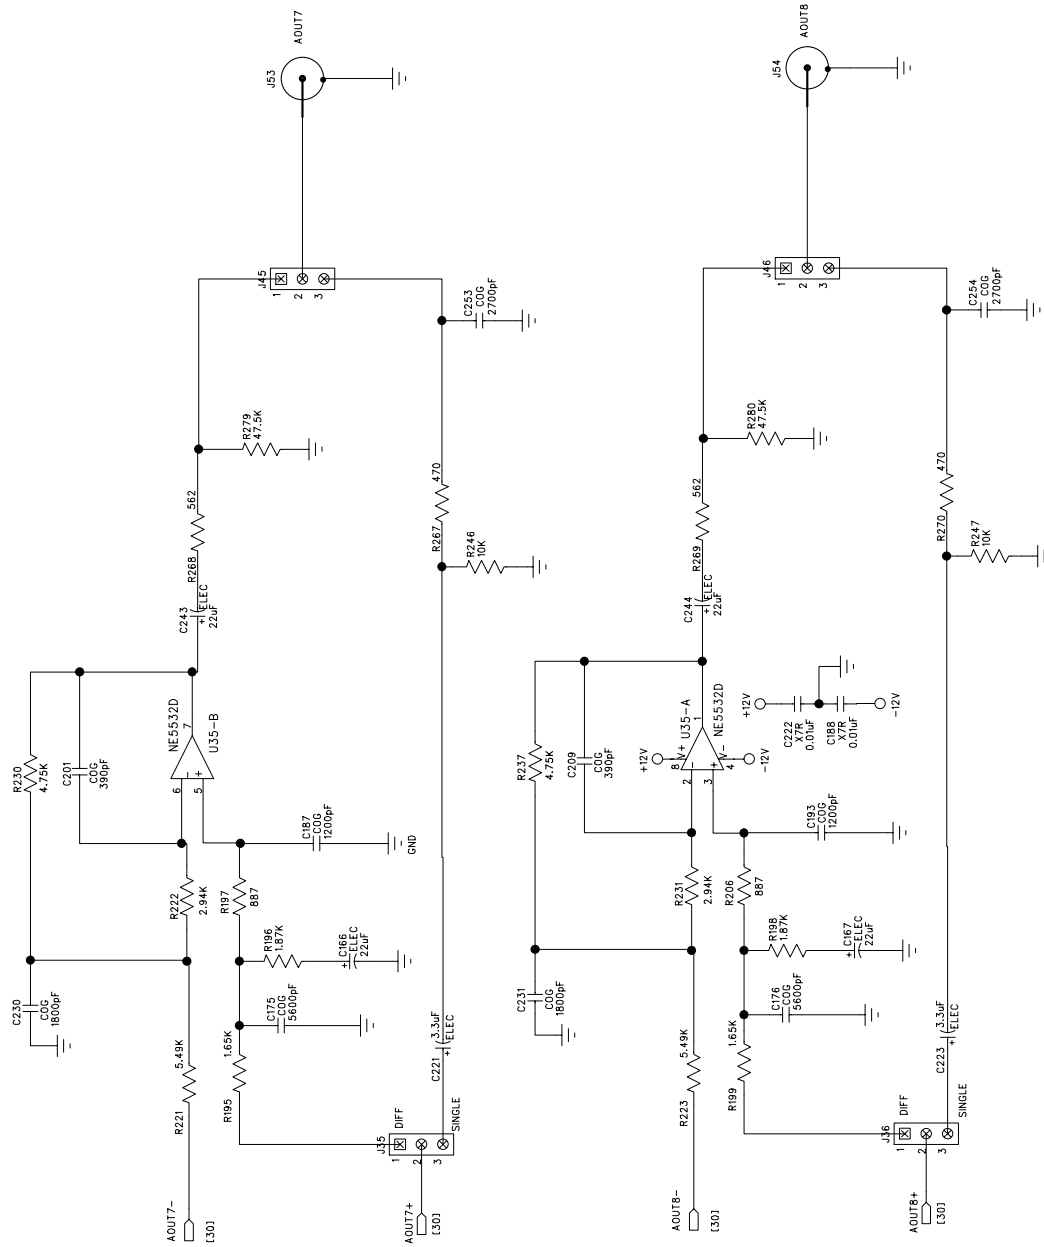 AOUT7
J53
AOUT8
J54
J45
1
2
3
J46
1
2
3
C253
COG
2700pF
C254
COG
2700pF
R279
47.5K
R280
47.5K
562
R268
470
R267
R246
10K
562
R269
470
R270
R247
10K
C243
+
ELEC
22uF
C244
+
ELEC
22uF
R230
4.75K
C201
COG
390pF
NE5532D
U35-B
7
6
5
-
+
R237
4.75K
C209
COG
390pF
U35-A
NE5532D
1
+12V
8
V+
2
-
3
+
V-
4
-12V
+12V
C222
X7R
0.01uF
C188
X7R
0.01uF
-12V
C187
COG
1200pF
GND
C193
COG
1200pF
R222
2.94K
R197
887
R231
2.94K
R206
887
R196
1.87K
C166
+
ELEC
22uF
R198
1.87K
C167
+
ELEC
22uF
C230
COG
1800pF
C175
COG
5600pF
C231
COG
1800pF
C176
COG
5600pF
5.49K
R221
1.65K
R195
3.3uF
C221
+
ELEC
5.49K
R223
1.65K
R199
3.3uF
C223
+
ELEC
J35
DIFF
1
2
3
SINGLE
J36
DIFF
1
2
3
SINGLE
AOUT7-
[30]
AOUT7+
[30]
AOUT8-
[30]
AOUT8+
[30]